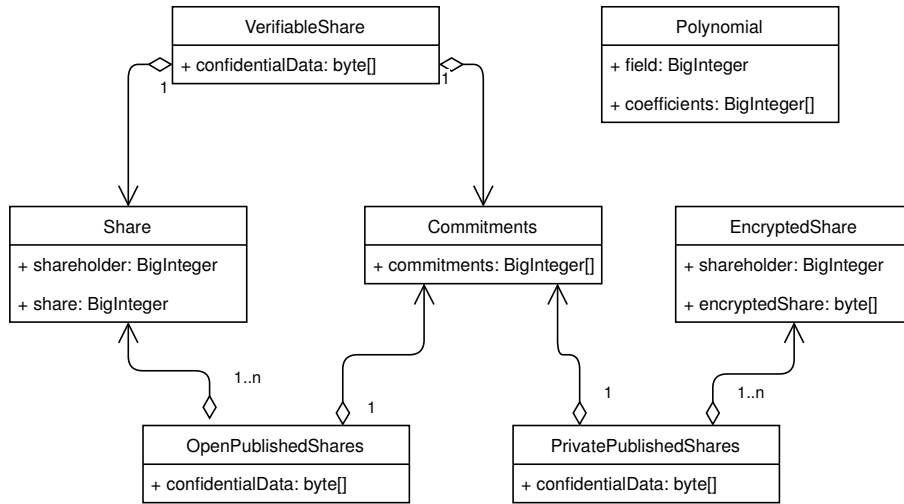 VerifiableShare
+ confidentialData: byte[]
1
1
Polynomial
+ field: BigInteger
+ coefficients: BigInteger[]
Share
+ shareholder: BigInteger
+ share: BigInteger
Commitments
+ commitments: BigInteger[]
EncryptedShare
+ shareholder: BigInteger
+ encryptedShare: byte[]
1..n
1
1
1..n
OpenPublishedShares
+ confidentialData: byte[]
PrivatePublishedShares
+ confidentialData: byte[]